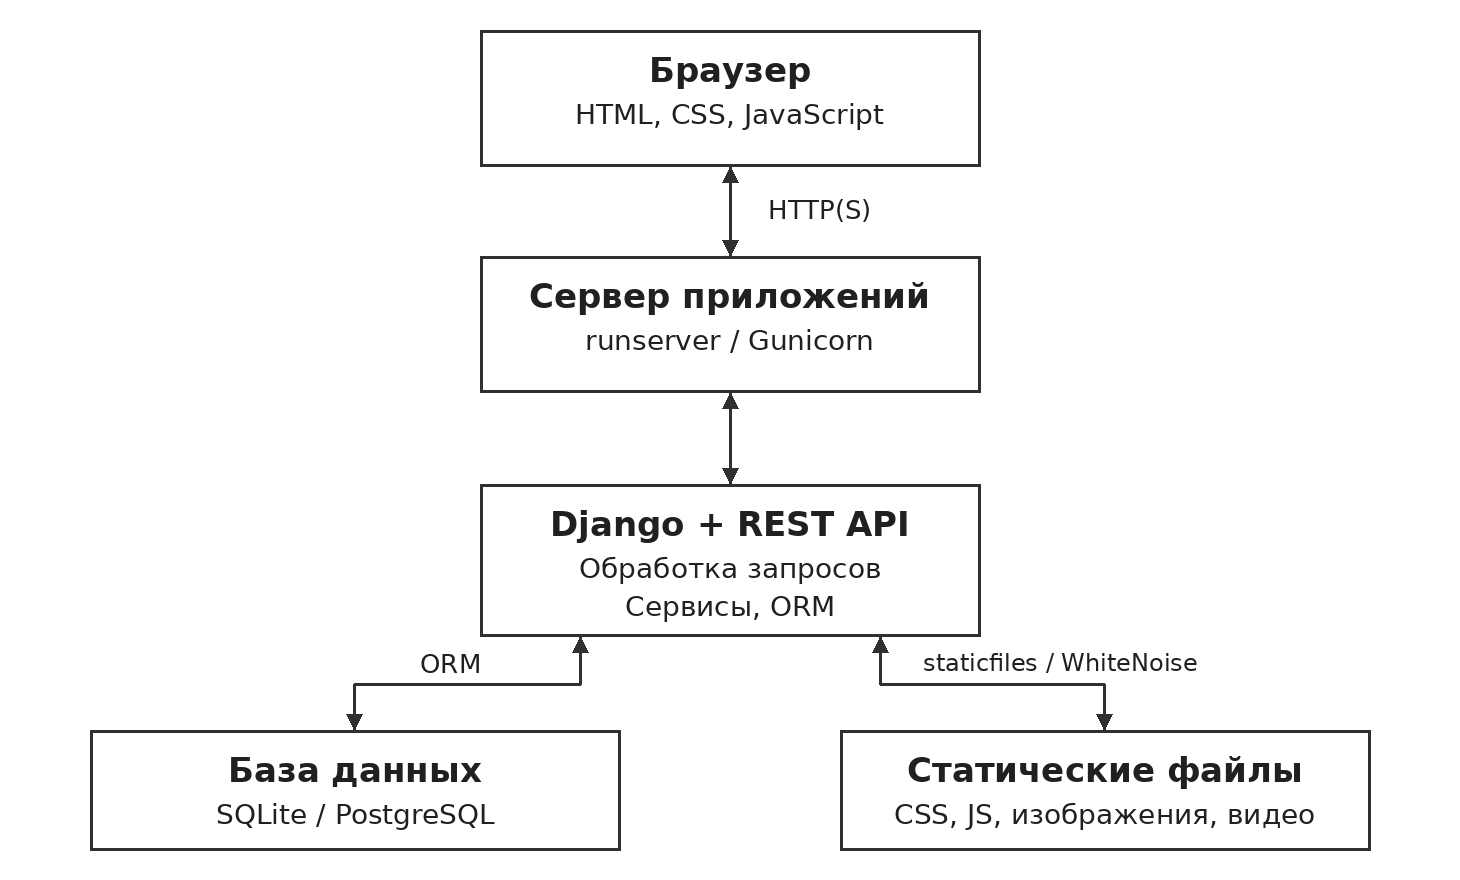 Браузер
HTML, CSS, JavaScript
HTTP(S)
Сервер приложений
runserver / Gunicorn
Django + REST API
Обработка запросов
Сервисы, ORM
ORM
staticfiles / WhiteNoise
База данных
SQLite / PostgreSQL
Статические файлы
CSS, JS, изображения, видео